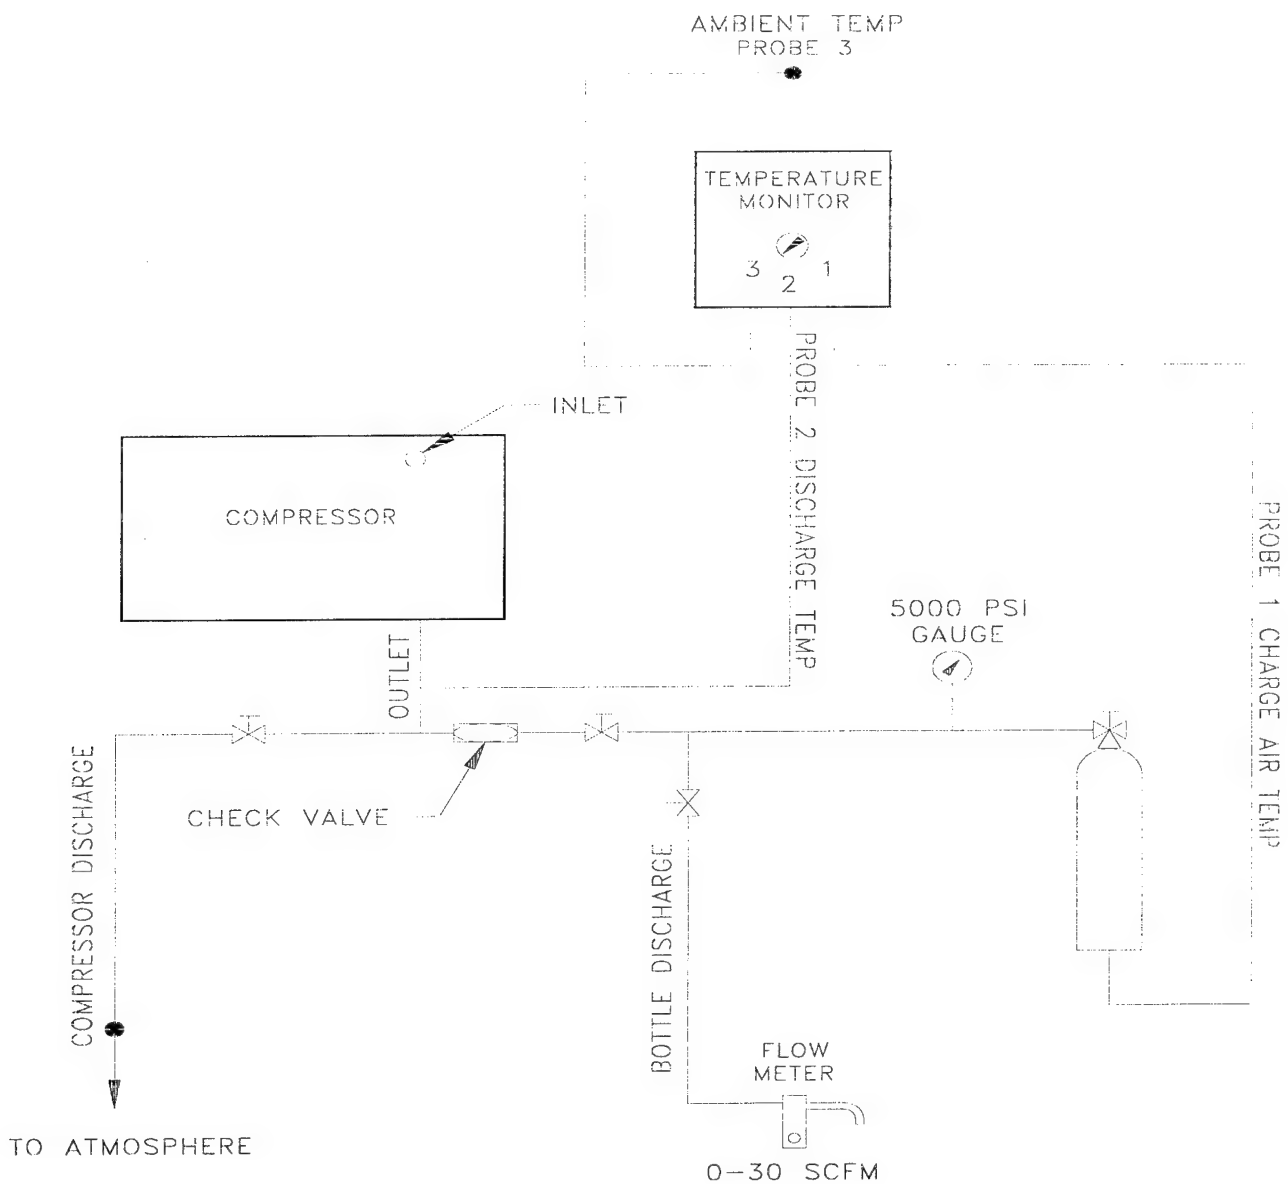 AMBIENT TEMP
PROBE 3
TEMPERATURE
MONITOR
3 1
2
PROBE 2 DISCHARGE TEMP
INLET
COMPRESSOR
OUTLET
5000 PSI
GAUGE
PROBE 1 CHARGE AIR TEMP
CHECK VALVE
COMPRESSOR DISCHARGE
BOTTLE DISCHARGE
FLOW
METER
TO ATMOSPHERE
0-30 SCFM